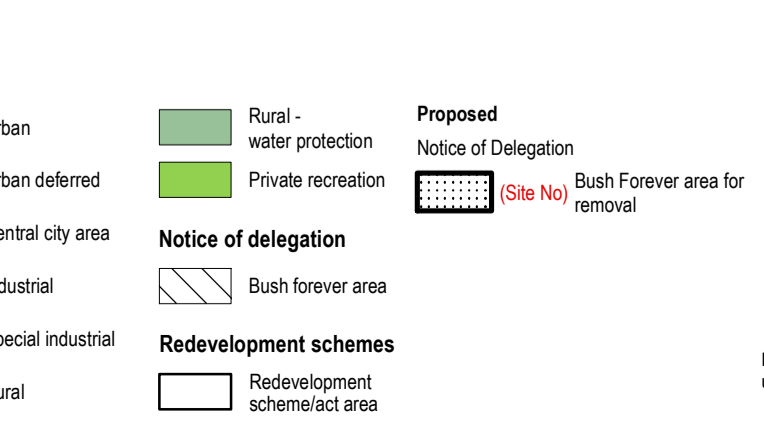 rban
rban deferred
entral city area
dustrial
pecial industrial
ural
Rural -
water protection
Private recreation
Notice of delegation
Bush forever area
Redevelopment schemes
Redevelopment
scheme/act area
Proposed
Notice of Delegation
(Site No) Bush Forever area for
removal